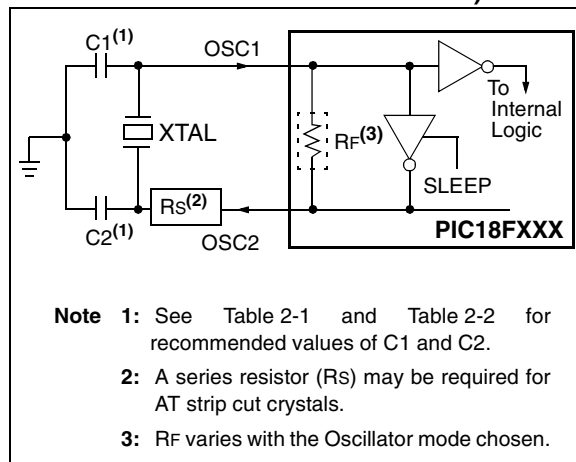 C1(1)
OSC1
To
Internal
Logic
XTAL
RF(3)
SLEEP
RS(2)
C2(1)
OSC2
PIC18FXXX
Note 1: See Table 2-1 and Table 2-2 for
recommended values of C1 and C2.
2: A series resistor (RS) may be required for
AT strip cut crystals.
3: RF varies with the Oscillator mode chosen.